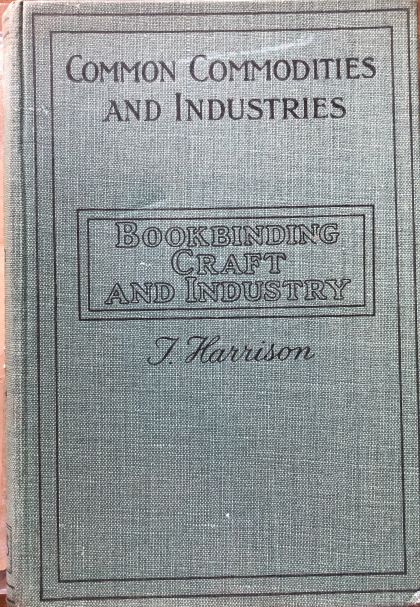 COMMON COMMODITIES
AND INDUSTRIES
BOOKBINDING
CRAFT
AND INDUSTRY
T. Harrison